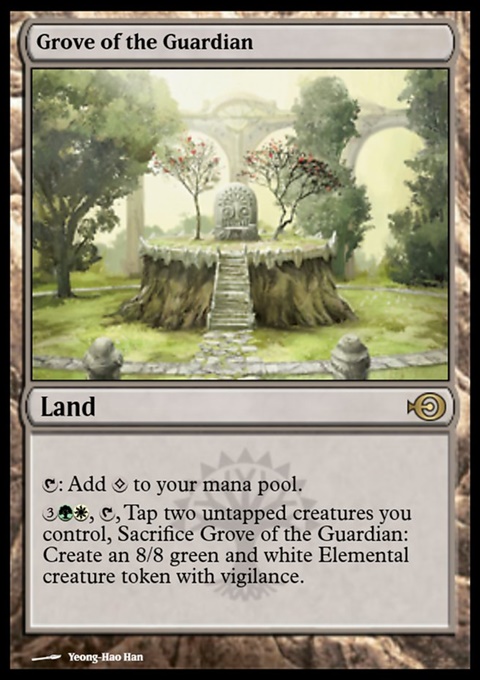 Grove of the Guardian
Land
: Add to your mana pool.
3, , Tap two untapped creatures you
control, Sacrifice Grove of the Guardian:
Create an 8/8 green and white Elemental
creature token with vigilance.
Yeong-Hao Han